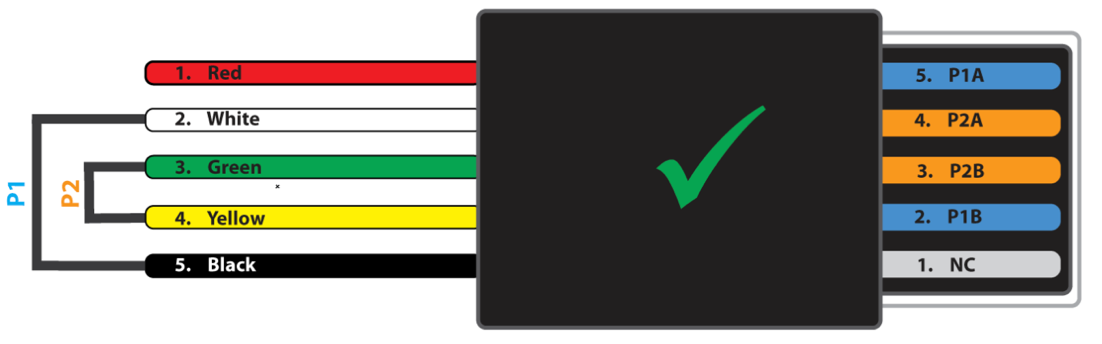 1. Red
2. White
3. Green
4. Yellow
5. Black
P1
P2
5. P1A
4. P2A
3. P2B
2. P1B
1. NC